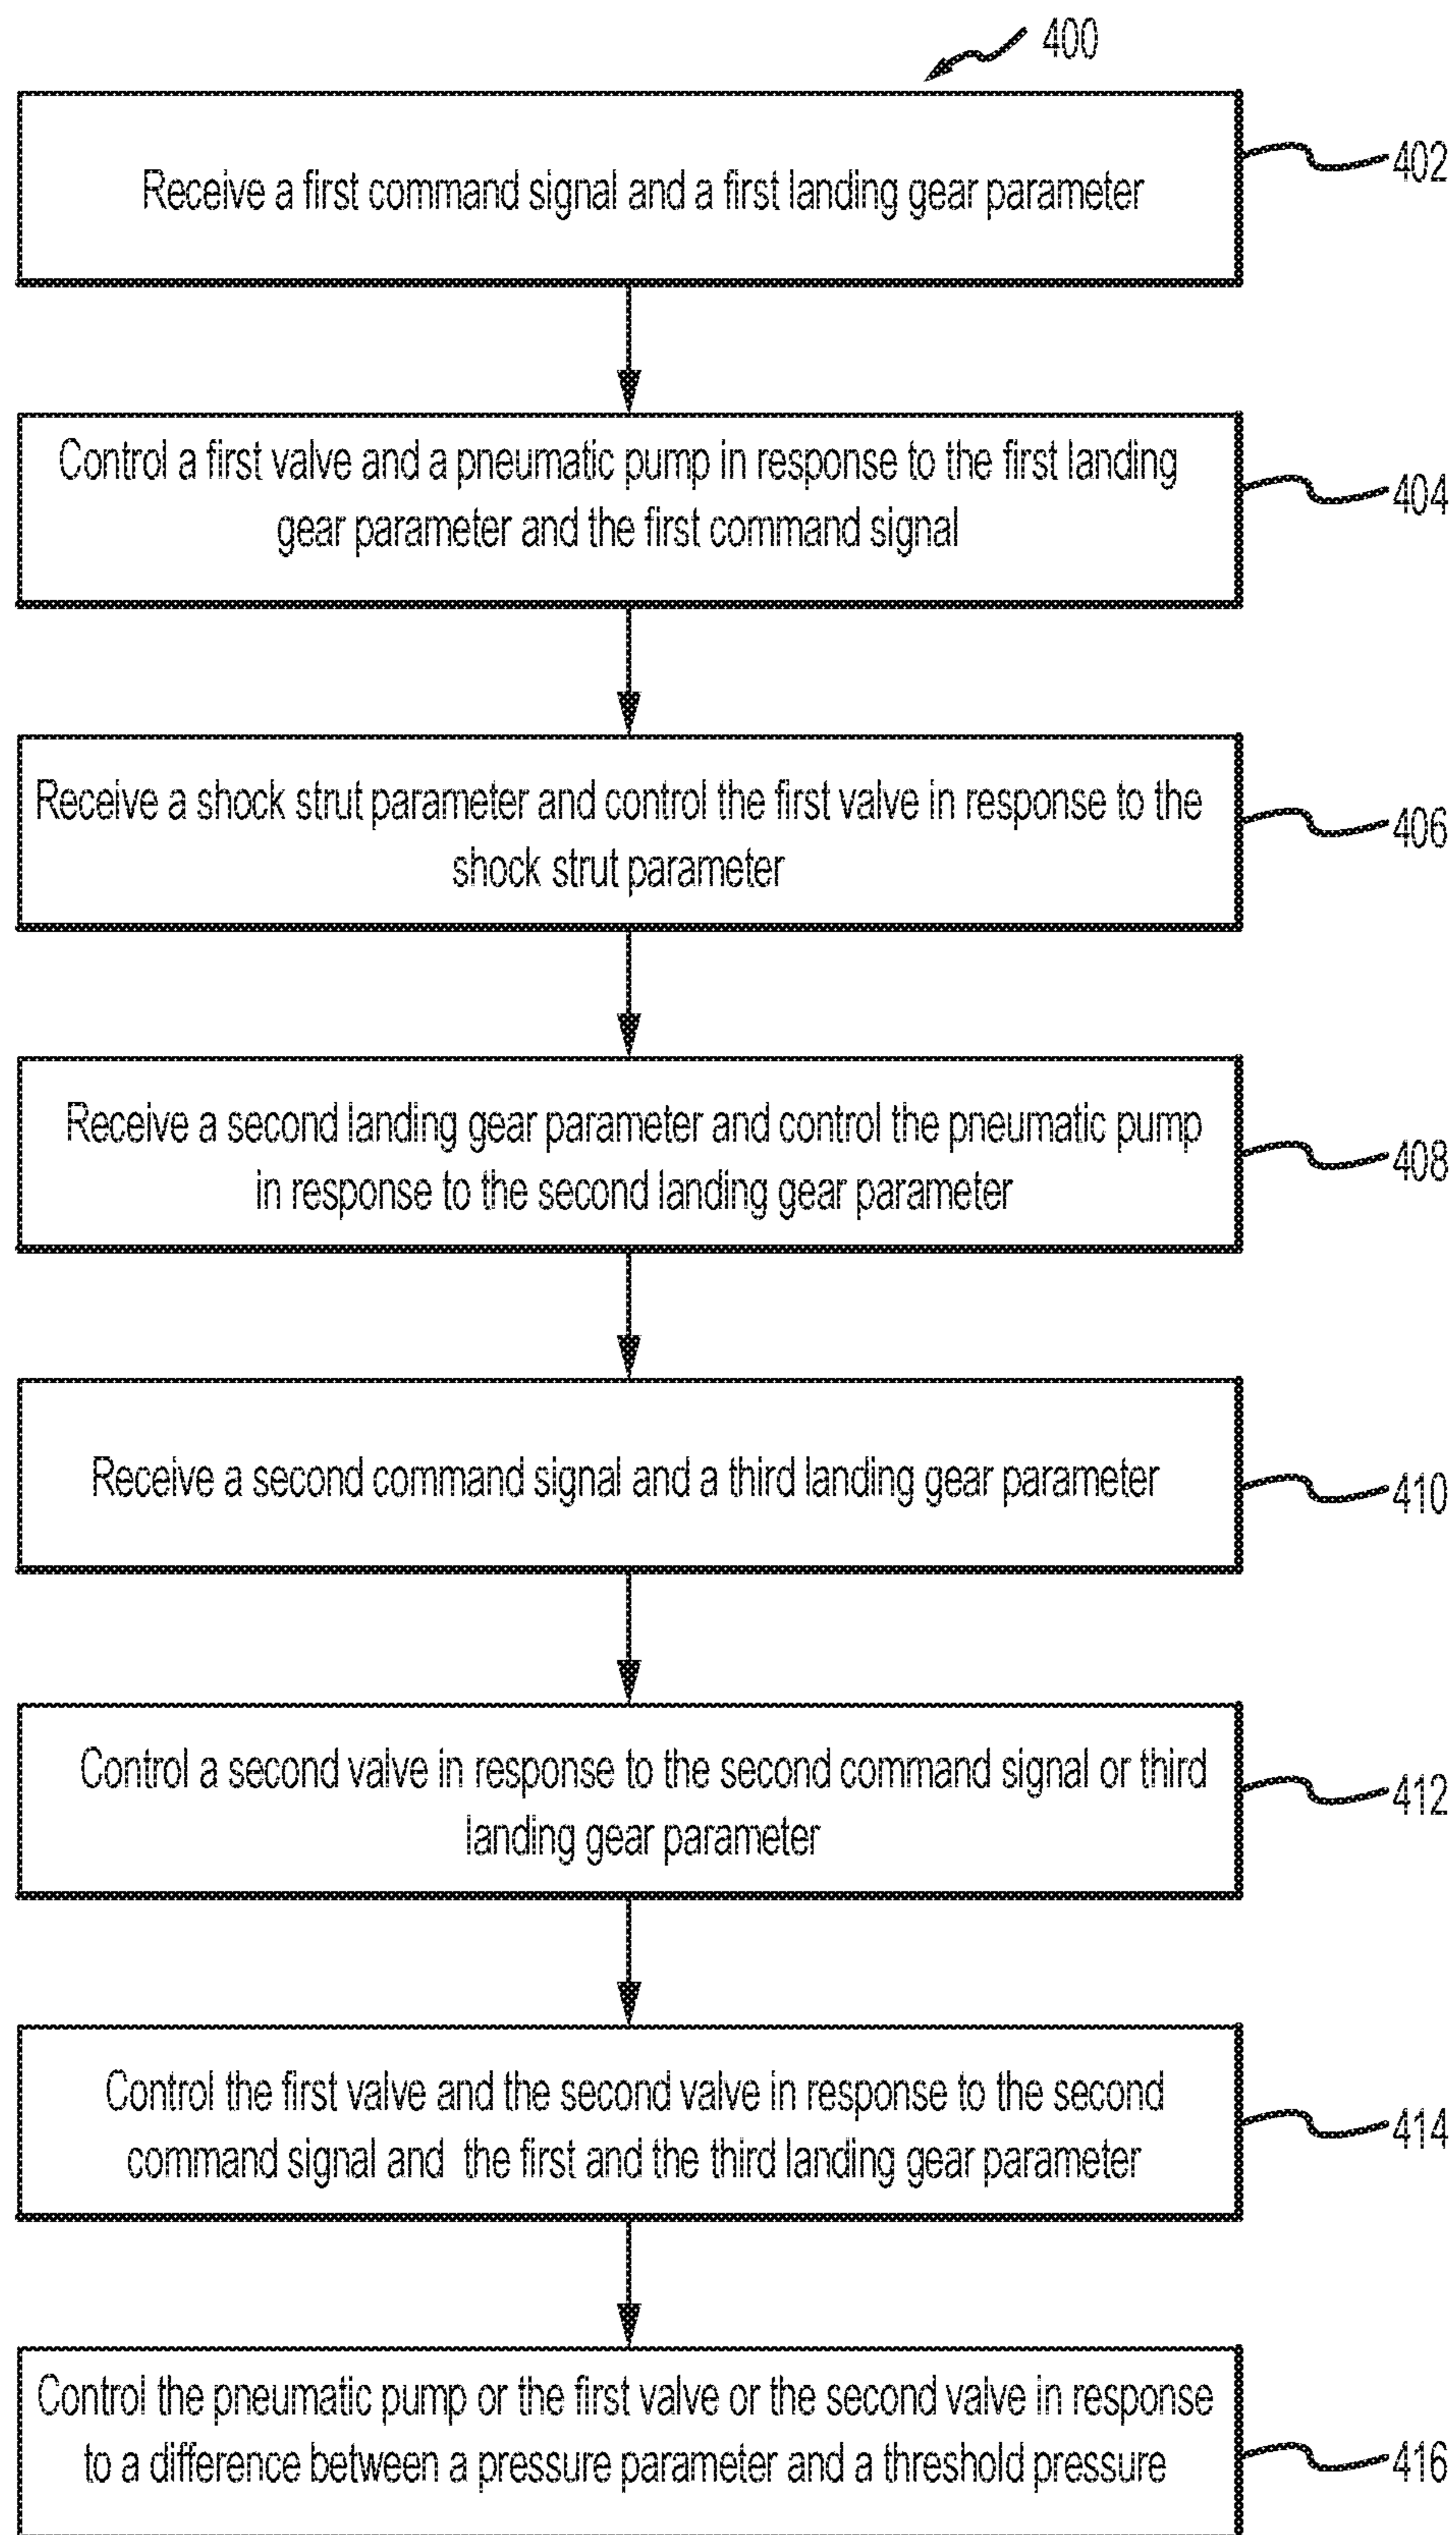 400
Receive a first command signal and a first landing gear parameter
402
Control a first valve and a pneumatic pump in response to the first landing
gear parameter and the first command signal
404
Receive a shock strut parameter and control the first valve in response to the
shock strut parameter
406
Receive a second landing gear parameter and control the pneumatic pump
in response to the second landing gear parameter
408
Receive a second command signal and a third landing gear parameter
410
Control a second valve in response to the second command signal or third
landing gear parameter
412
Control the first valve and the second valve in response to the second
command signal and the first and the third landing gear parameter
414
Control the pneumatic pump or the first valve or the second valve in response
to a difference between a pressure parameter and a threshold pressure
416